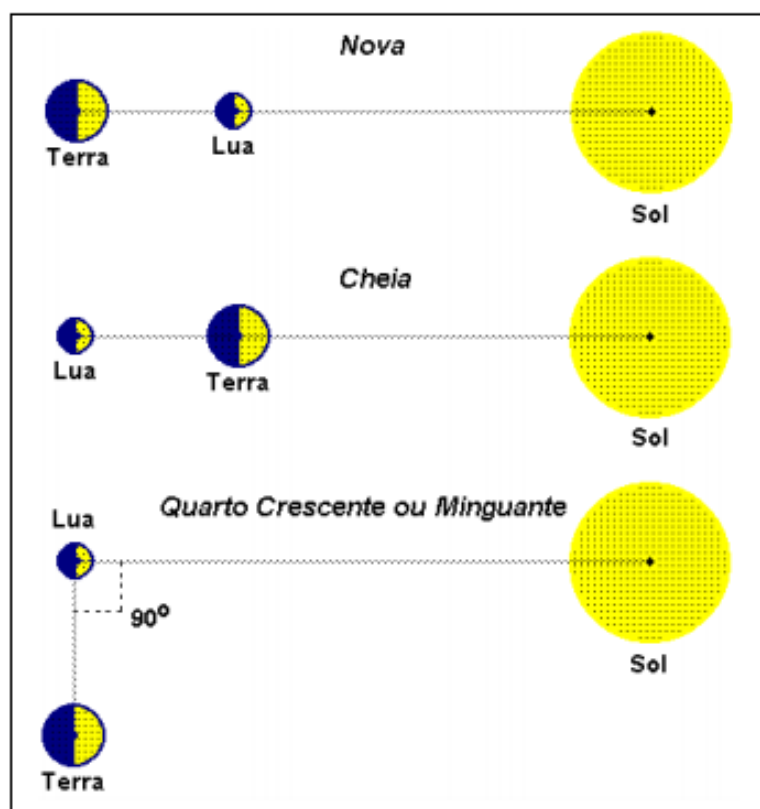 Nova
Terra
Lua
Sol
Cheia
Lua
Terra
Sol
Quarto Crescente ou Minguante
Lua
90º
Sol
Terra